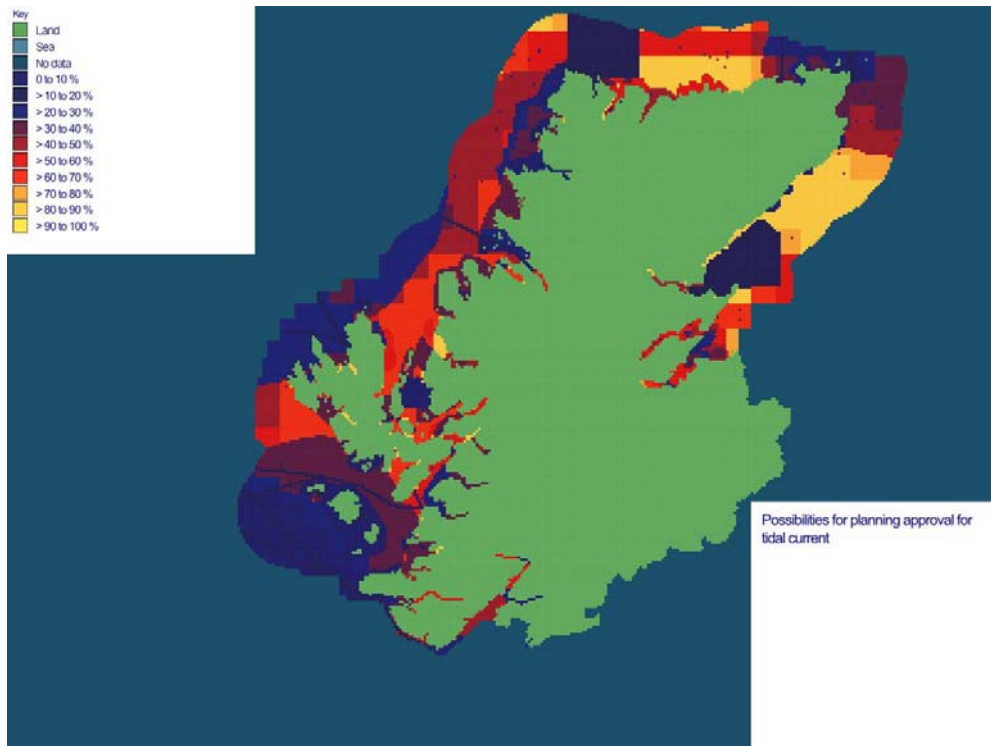 Key
Land
Sea
No data
0 to 10 %
> 10 to 20 %
> 20 to 30 %
> 30 to 40 %
> 40 to 50 %
> 50 to 60 %
> 60 to 70 %
> 70 to 80 %
> 80 to 90 %
> 90 to 100 %
Possibilities for planning approval for
tidal current